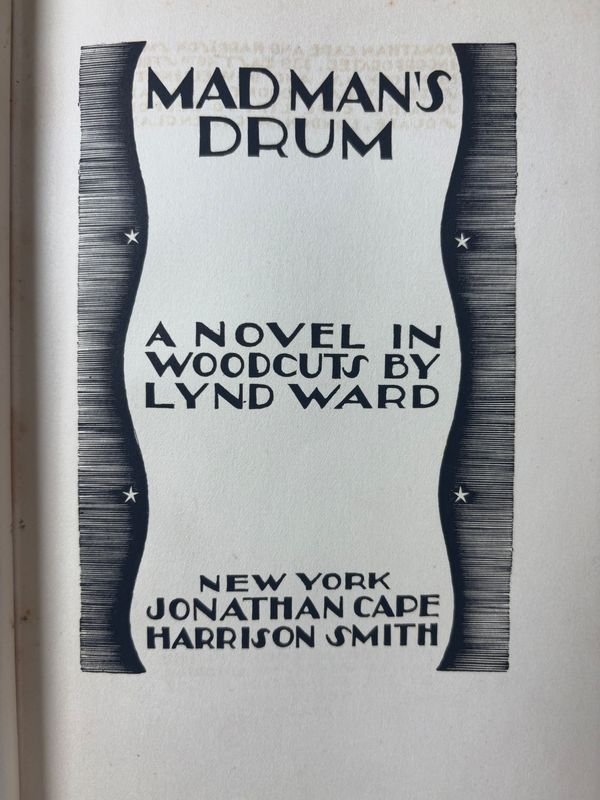 MADMAN'S
DRUM
A NOVEL IN
WOODCUTS BY
LYND WARD
NEW YORK
JONATHAN CAPE
HARRISON SMITH